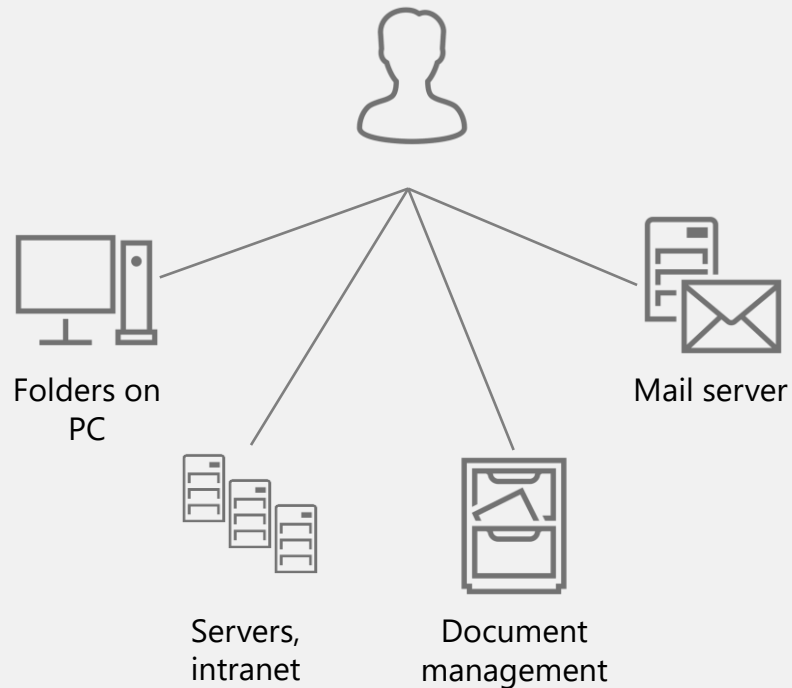 Folders on
PC
Mail server
Servers,
intranet
Document
management